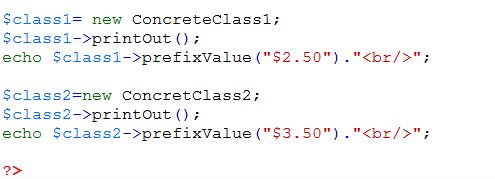 $class1= new ConcreteClass1;
$class1->printOut();
echo $class1->prefixValue("$2.50")."<br/>";
$class2=new ConcretClass2;
$class2->printOut();
echo $class2->prefixValue("$3.50")."<br/>";
?>